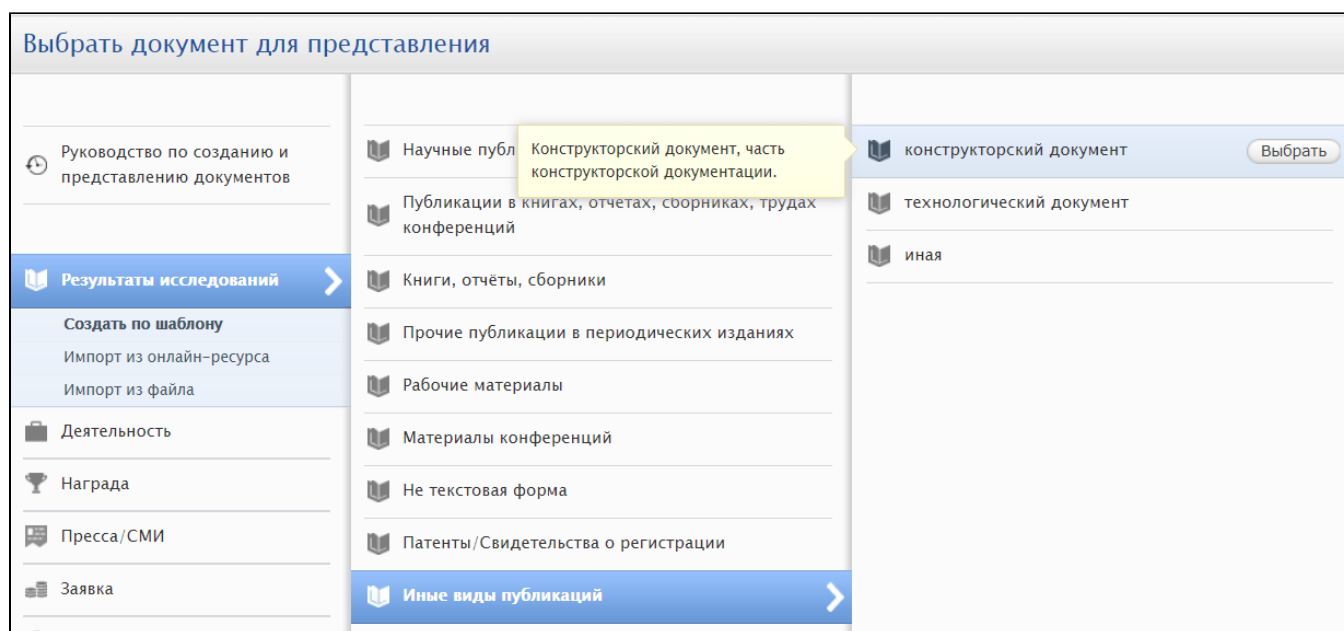 Выбрать документ для представления
Руководство по созданию и
представлению документов
Результаты исследований
Создать по шаблону
Импорт из онлайн-ресурса
Импорт из файла
Деятельность
Награда
Пресса/СМИ
Заявка
Научные публ
Конструкторский документ, часть
конструкторской документации.
Публикации в книгах, отчетах, сборниках, трудах
конференций
Книги, отчёты, сборники
Прочие публикации в периодических изданиях
Рабочие материалы
Материалы конференций
Не текстовая форма
Патенты/Свидетельства о регистрации
Иные виды публикаций
конструкторский документ
Выбрать
технологический документ
иная